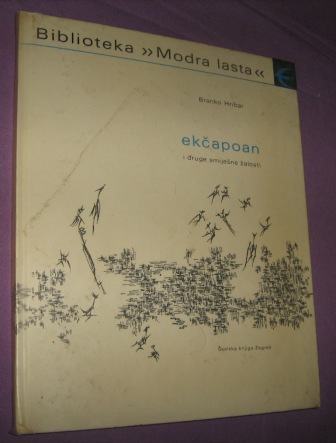 Biblioteka »Modra lasta«
Branko Hribar
ekčapoan
i druge smiješne žalosti
Školska knjiga Zagreb